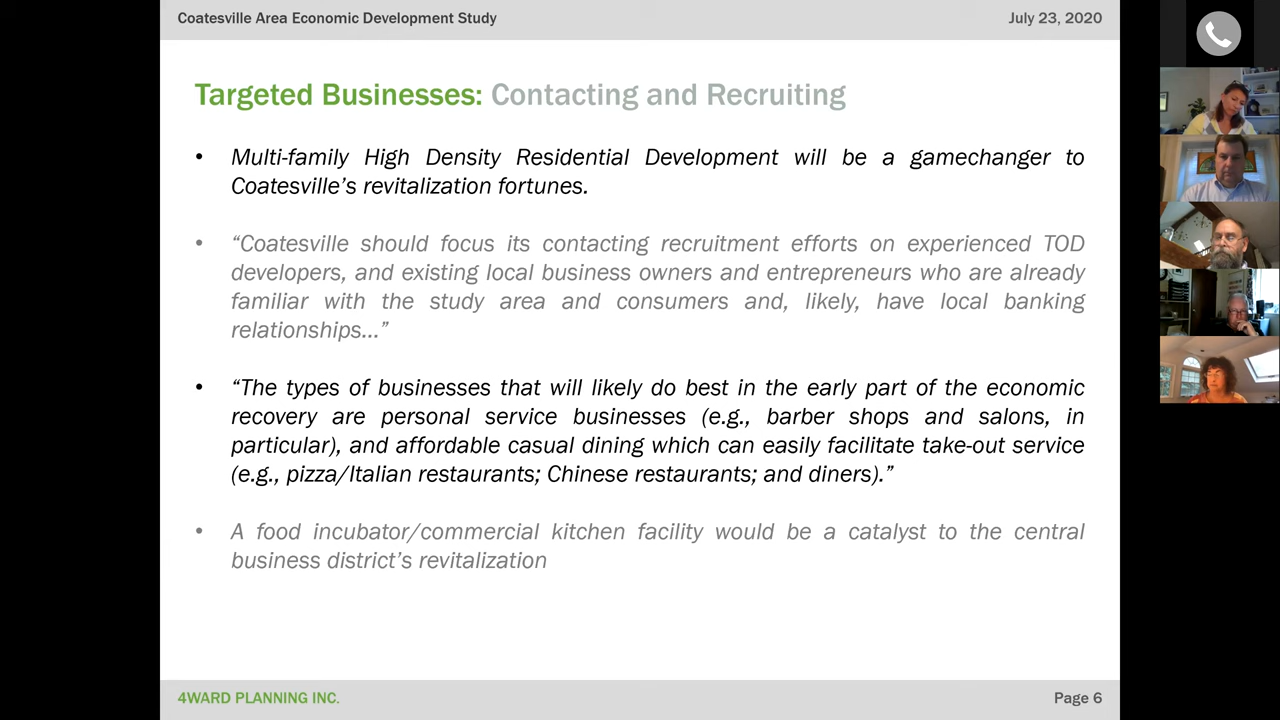 Coatesville Area Economic Development Study
July 23, 2020
Targeted Businesses: Contacting and Recruiting
• Multi-family High Density Residential Development will be a gamechanger to
Coatesville’s revitalization fortunes.
• “Coatesville should focus its contacting recruitment efforts on experienced TOD
developers, and existing local business owners and entrepreneurs who are already
familiar with the study area and consumers and, likely, have local banking
relationships…”
• “The types of businesses that will likely do best in the early part of the economic
recovery are personal service businesses (e.g., barber shops and salons, in
particular), and affordable casual dining which can easily facilitate take-out service
(e.g., pizza/Italian restaurants; Chinese restaurants; and diners).”
• A food incubator/commercial kitchen facility would be a catalyst to the central
business district’s revitalization
4WARD PLANNING INC.
Page 6